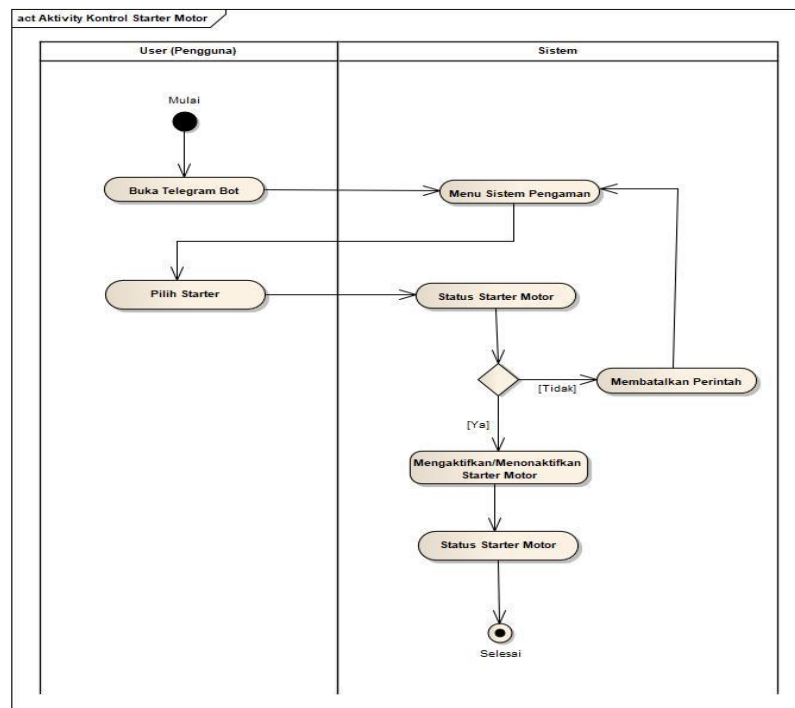 act Aktivity Kontrol Starter Motor
User (Pengguna)
Sistem
Mulai
Buka Telegram Bot
Menu Sistem Pengaman
Pilih Starter
Status Starter Motor
[Tidak]
Membatalkan Perintah
[Ya]
Mengaktifkan/Menonaktifkan
Starter Motor
Status Starter Motor
Selesai